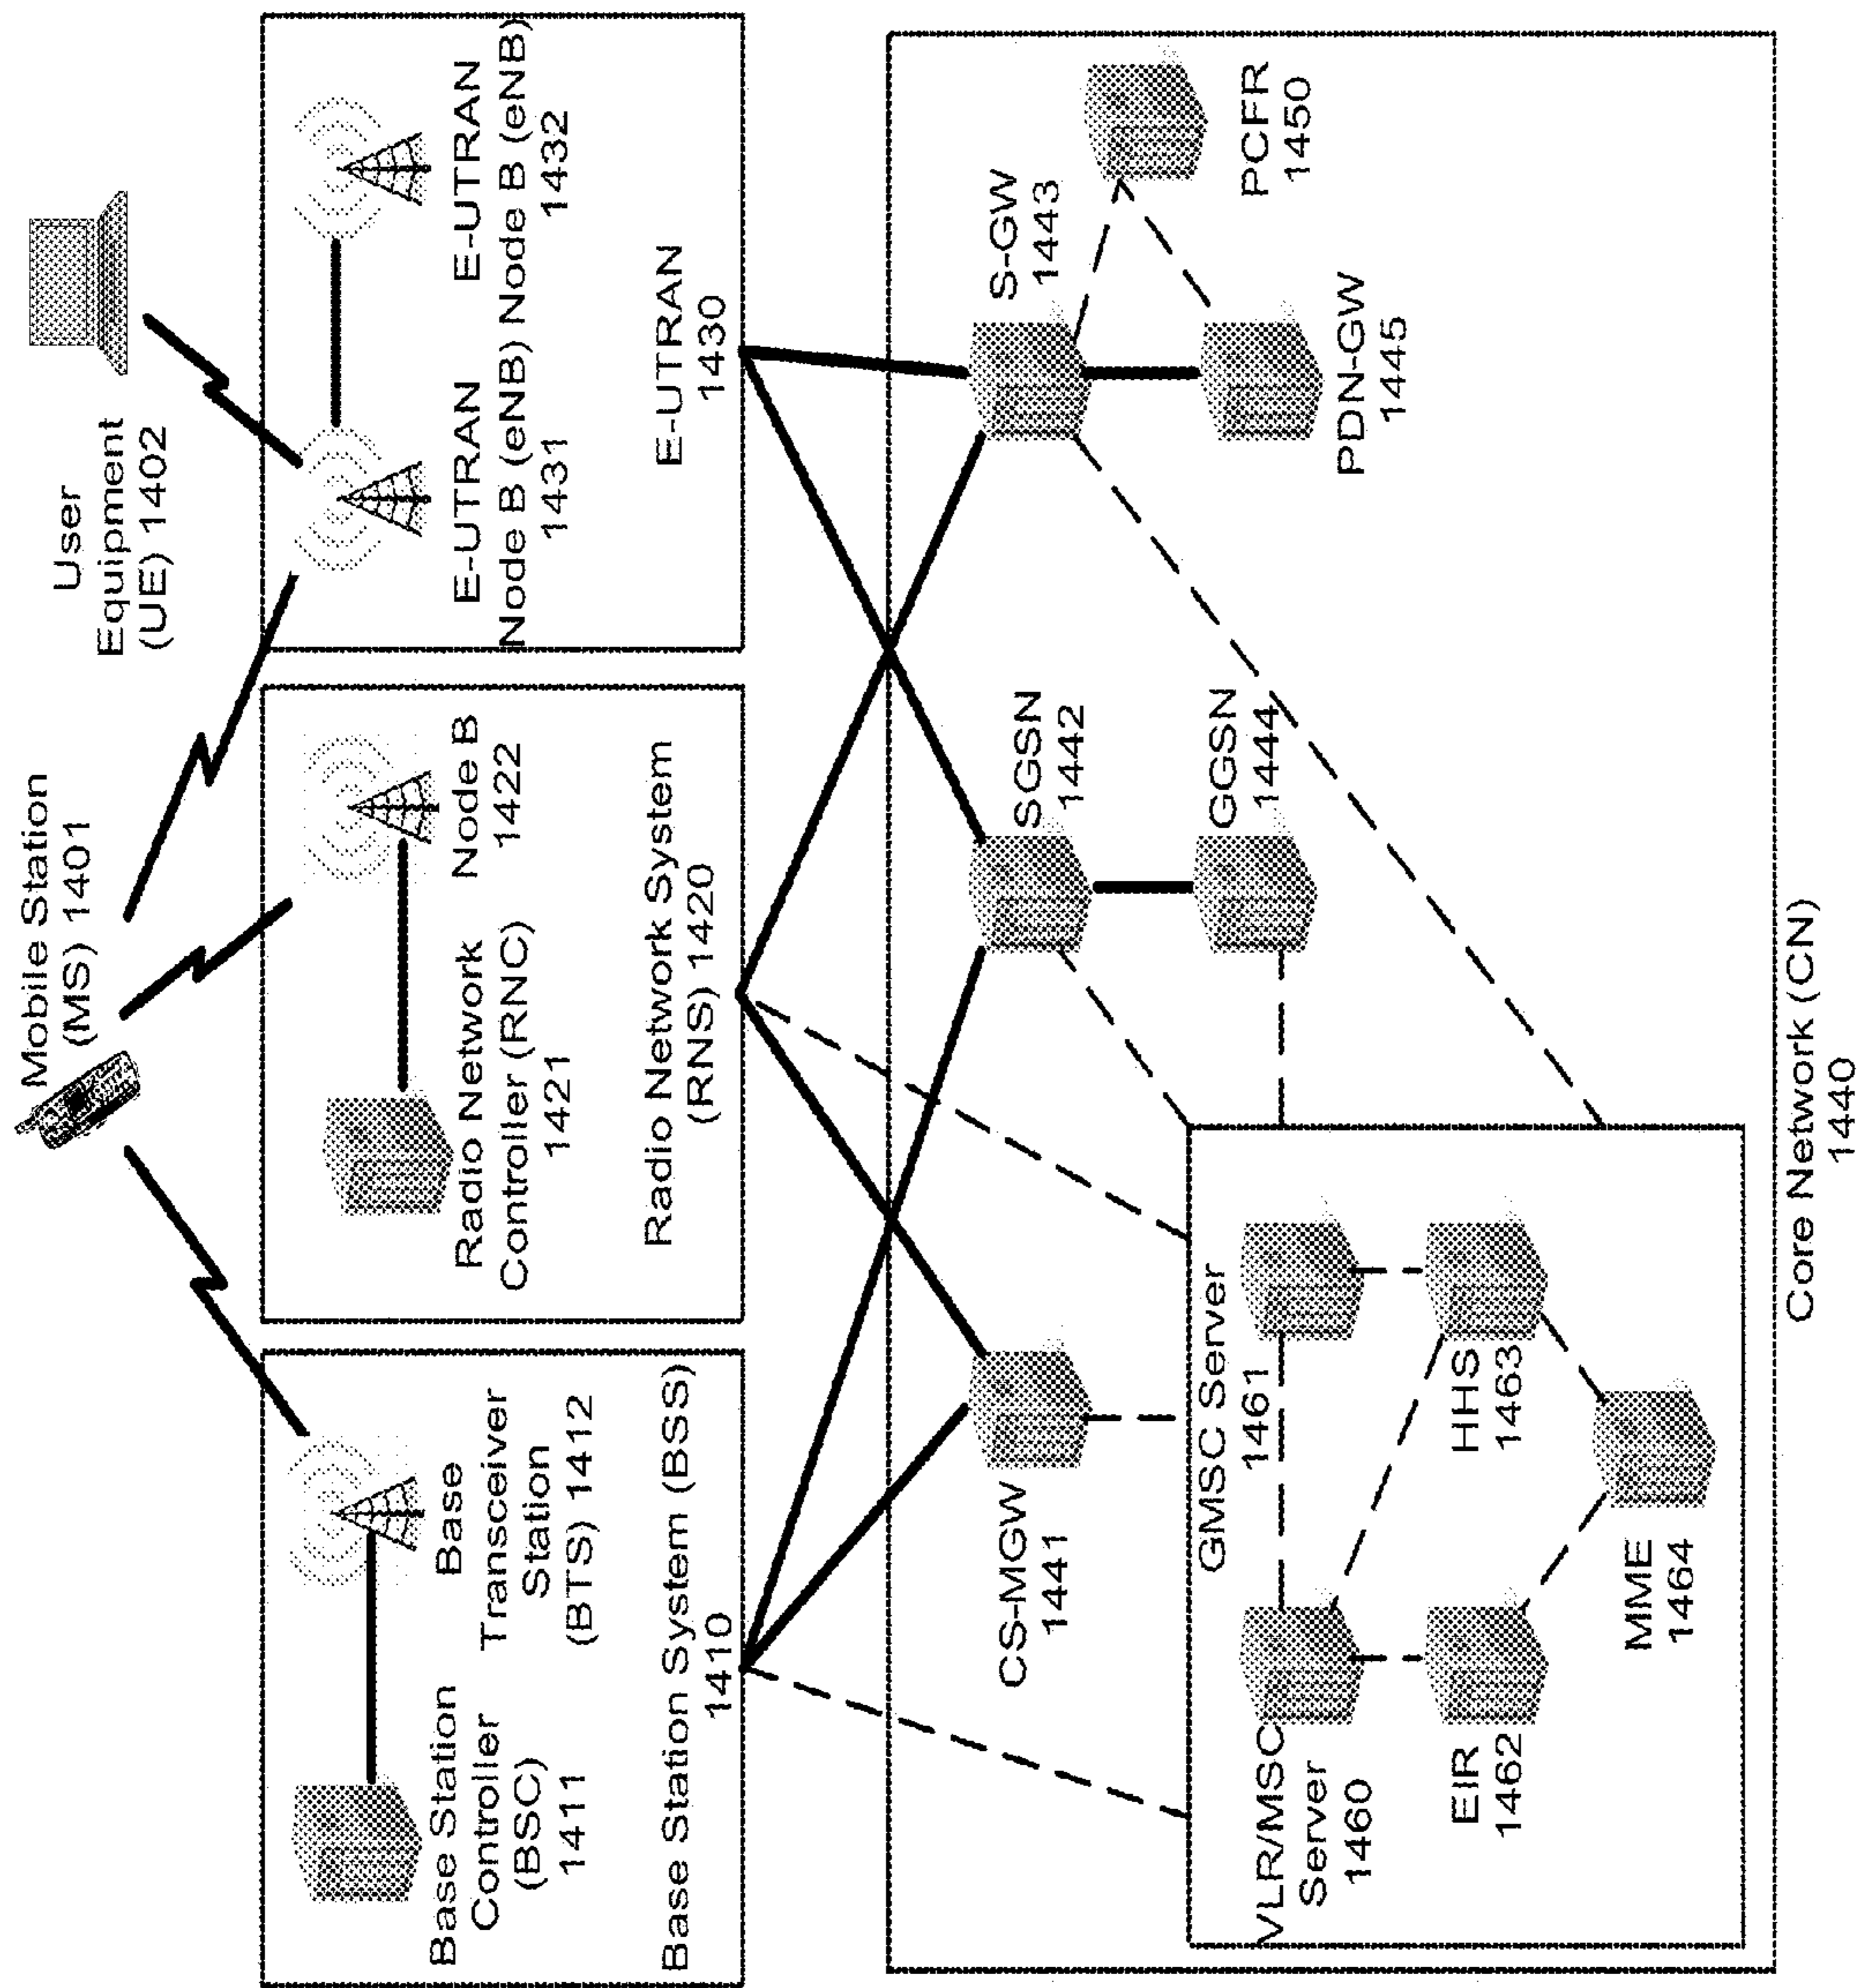 Mobile Station
(MS) 1401
User
Equipment
(UE) 1402
Base Station
Controller
(BSC)
1411
Base
Transceiver
Station
(BTS) 1412
Base Station System (BSS)
1410
Radio Network
Controller (RNC)
1421
Node B
1422
Radio Network System
(RNS) 1420
E-UTRAN
Node B (eNB)
1431
E-UTRAN
Node B (eNB)
1432
E-UTRAN
1430
CS-MGW
1441
SGSN
1442
S-GW
1443
GGSN
1444
PDN-GW
1445
PCFR
1450
GMSC Server
1461
VLR/MSC
Server
1460
HHS
1463
EIR
1462
MME
1464
Core Network (CN)
1440